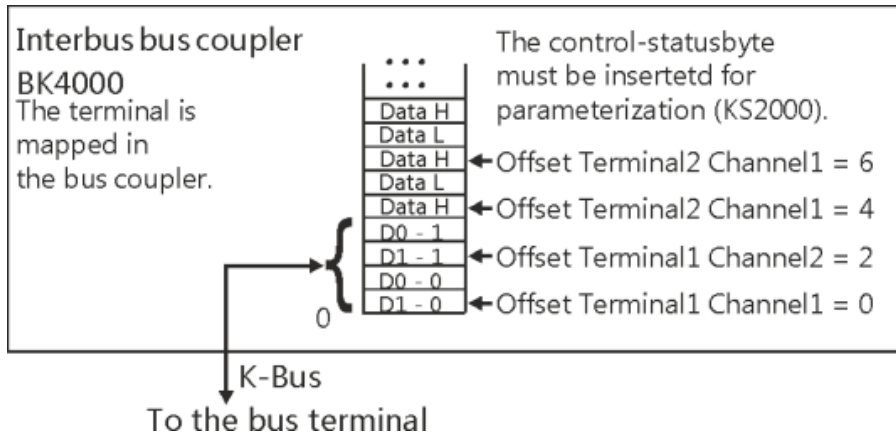 Interbus bus coupler
BK4000
The terminal is
mapped in
the bus coupler.
The control-statusbyte
must be insertetd for
parameterization (KS2000).
Data H
Data L
Data H
Offset Terminal2 Channel1 = 6
Data L
Data H
Offset Terminal2 Channel1 = 4
D0 - 1
D1 - 1
Offset Terminal1 Channel2 = 2
D0 - 0
D1 - 0
Offset Terminal1 Channel1 = 0
0
K-Bus
To the bus terminal